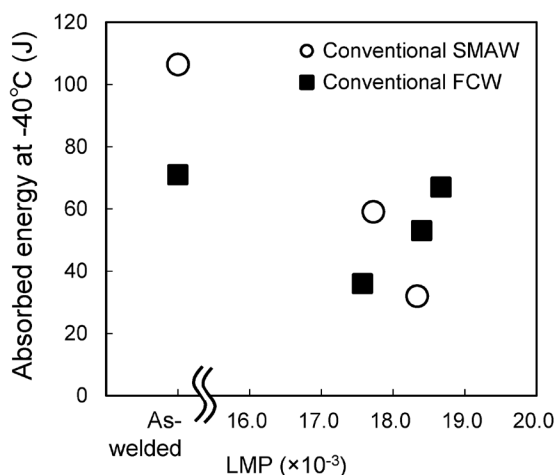 Absorbed energy at -40°C (J)
120
100
80
60
40
20
0
Conventional SMAW
Conventional FCW
As-
welded
16.0 17.0 18.0 19.0 20.0
LMP (×10⁻³)